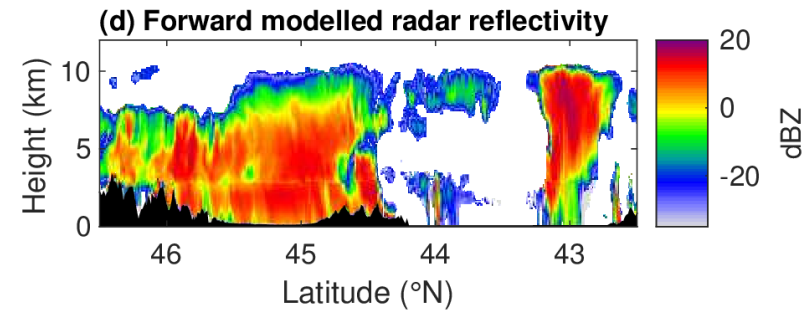 (d) Forward modelled radar reflectivity
Height (km)
10
5
0
46
45
44
43
Latitude (°N)
20
0
-20
dBZ